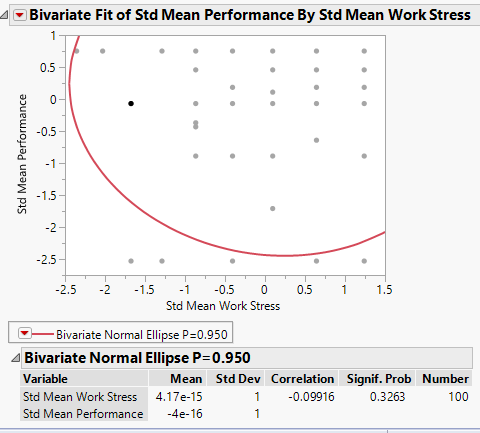 Bivariate Fit of Std Mean Performance By Std Mean Work Stress
1
0.5
0
-0.5
-1
-1.5
-2
-2.5
Std Mean Performance
-2.5 -2 -1.5 -1 -0.5 0 0.5 1 1.5
Std Mean Work Stress
Bivariate Normal Ellipse P=0.950
Bivariate Normal Ellipse P=0.950
Variable Mean Std Dev Correlation Signif. Prob Number
Std Mean Work Stress 4.17e-15 1 -0.09916 0.3263 100
Std Mean Performance -4e-16 1